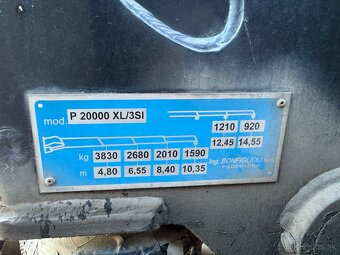 mod. P 20000 XL/3SI
1210 920
12,45 14,55
kg 3830 2680 2010 1590
m 4,80 6,55 8,40 10,35
Ing. BONFIGLIOLI